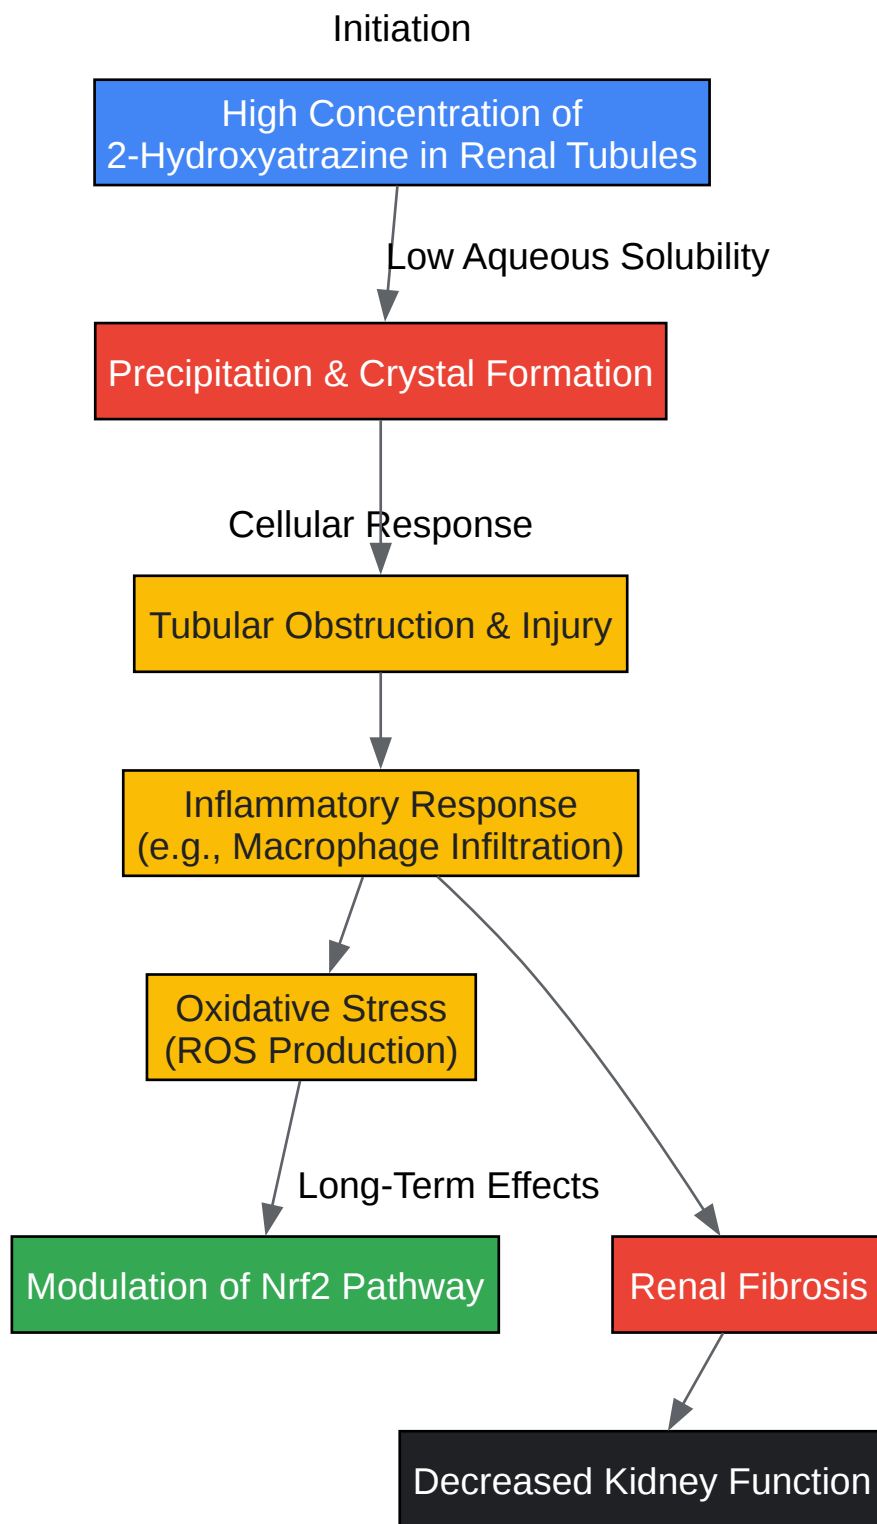 Initiation
High Concentration of
2-Hydroxyatrazine in Renal Tubules
Low Aqueous Solubility
Precipitation & Crystal Formation
Cellular Response
Tubular Obstruction & Injury
Inflammatory Response
(e.g., Macrophage Infiltration)
Oxidative Stress
(ROS Production)
Long-Term Effects
Modulation of Nrf2 Pathway
Renal Fibrosis
Decreased Kidney Function